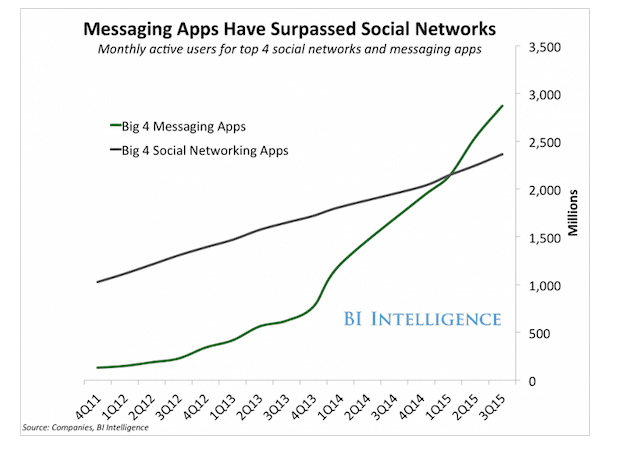 Messaging Apps Have Surpassed Social Networks
Monthly active users for top 4 social networks and messaging apps
3,500
3,000
2,500
2,000
1,500
1,000
500
0
Millions
Big 4 Messaging Apps
Big 4 Social Networking Apps
BI INTELLIGENCE
4Q11
1Q12
2Q12
3Q12
4Q12
1Q13
2Q13
3Q13
4Q13
1Q14
2Q14
3Q14
4Q14
1Q15
2Q15
3Q15
Source: Companies, BI Intelligence